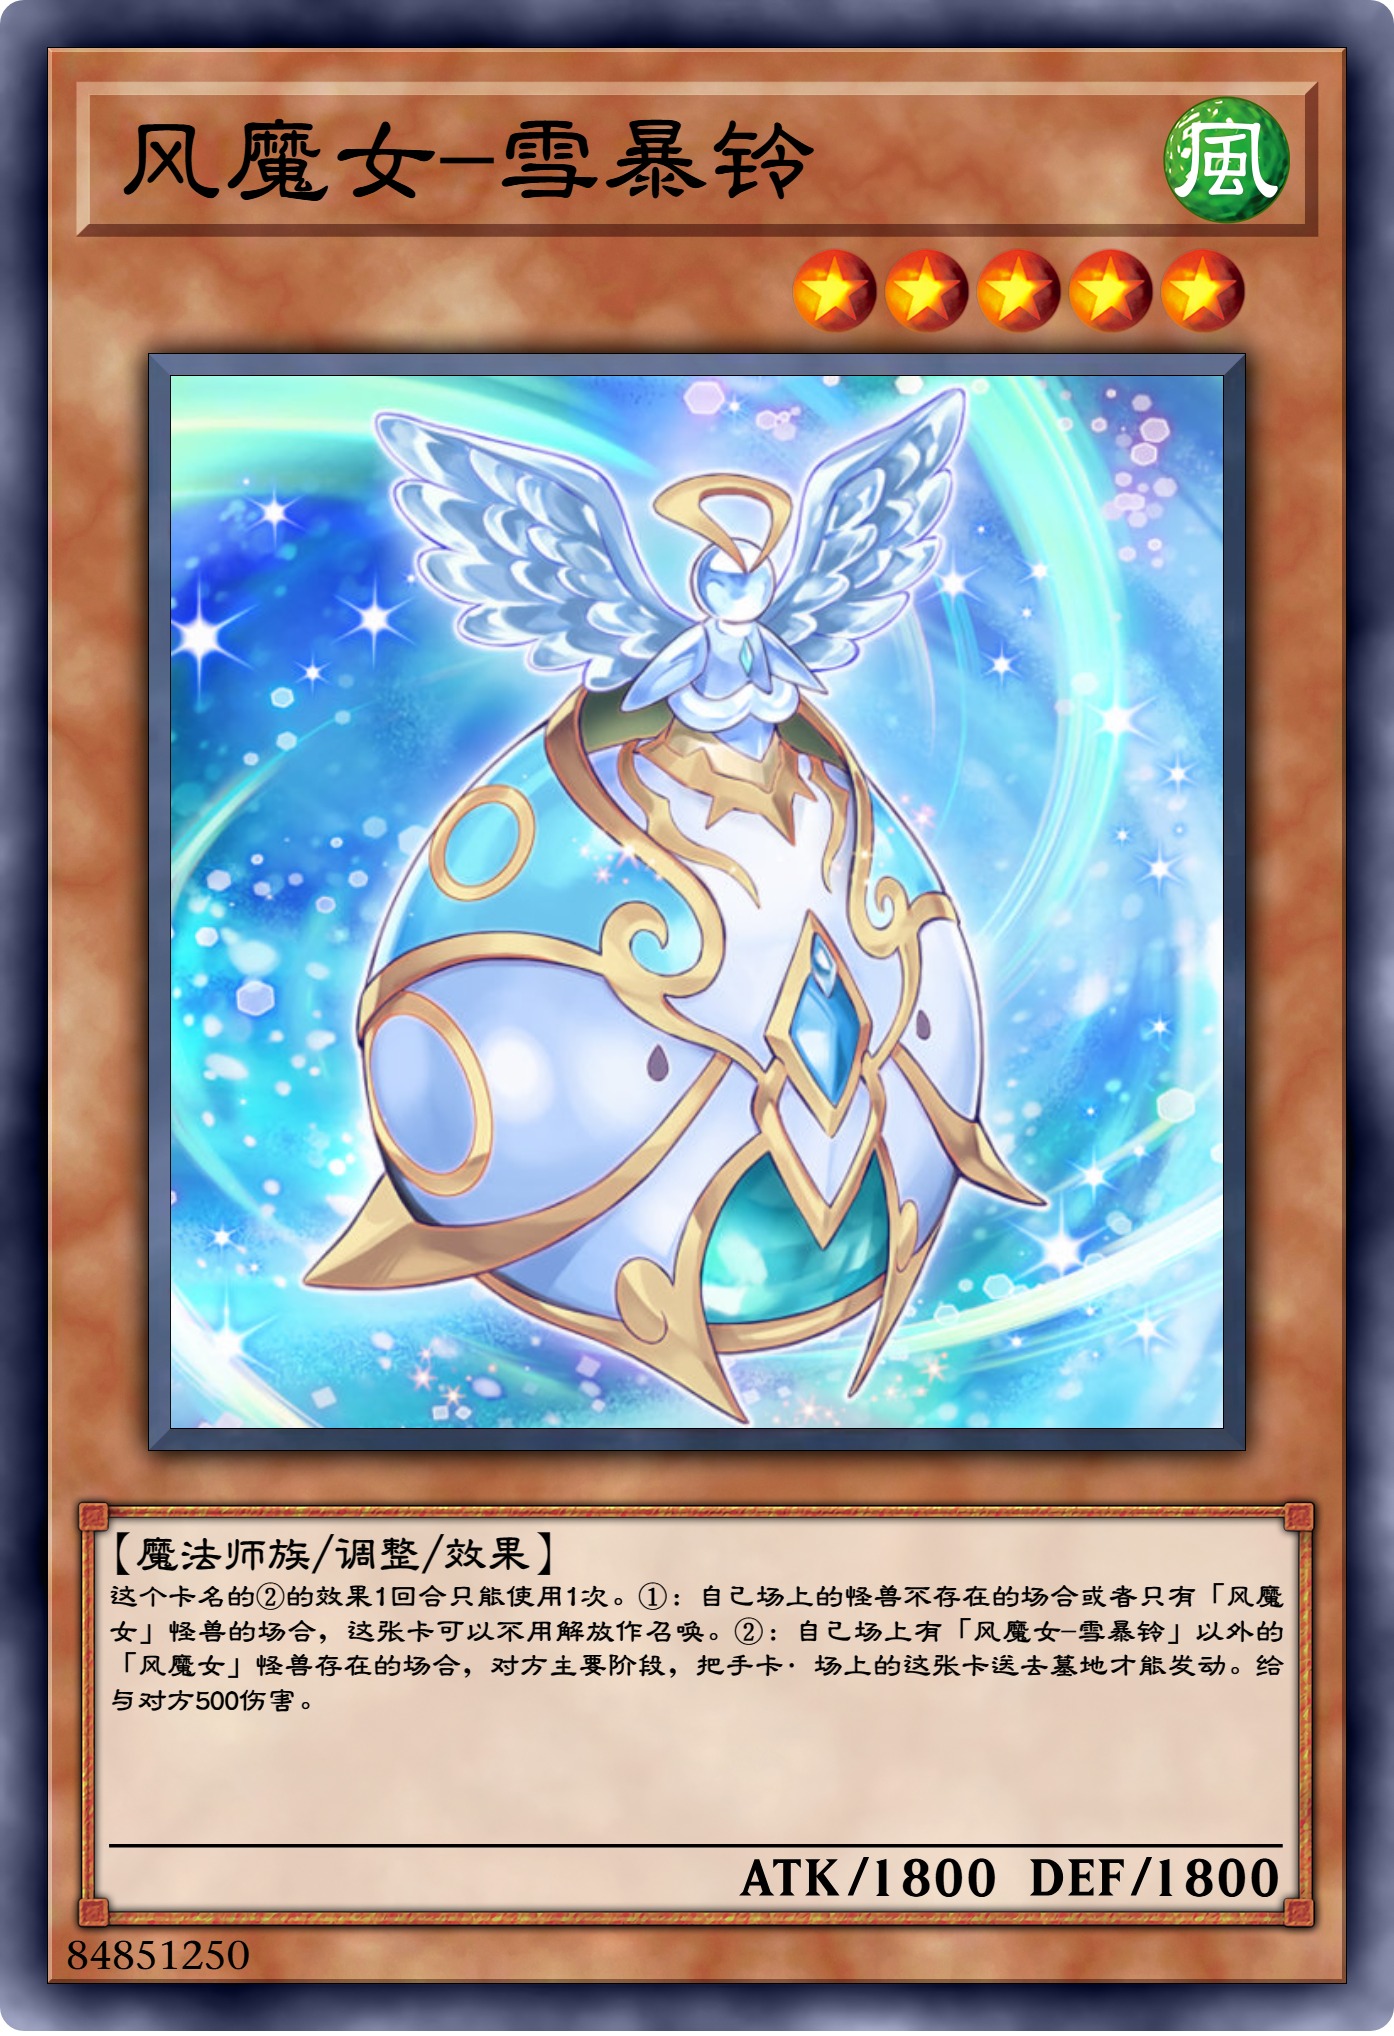 风魔女-雪暴铃
風
【魔法师族/调整/效果】
这个卡名的②的效果1回合只能使用1次。①：自己场上的怪兽不存在的场合或者只有「风魔
女」怪兽的场合，这张卡可以不用解放作召唤。②：自己场上有「风魔女-雪暴铃」以外的
「风魔女」怪兽存在的场合，对方主要阶段，把手卡·场上的这张卡送去墓地才能发动。给
与对方500伤害。
ATK/1800 DEF/1800
84851250